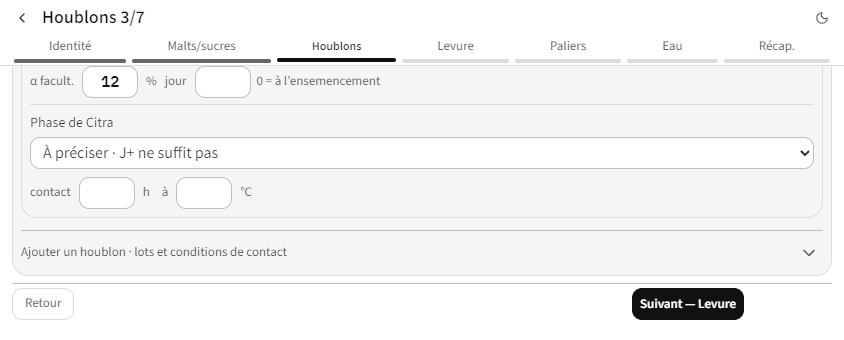 Houblons 3/7
Identité Malts/sucres Houblons Levure Paliers Eau Récap.
α facult. 12 % jour 0 = à l'ensemencement
Phase de Citra
À préciser · J+ ne suffit pas
contact h à °C
Ajouter un houblon · lots et conditions de contact
Retour Suivant — Levure